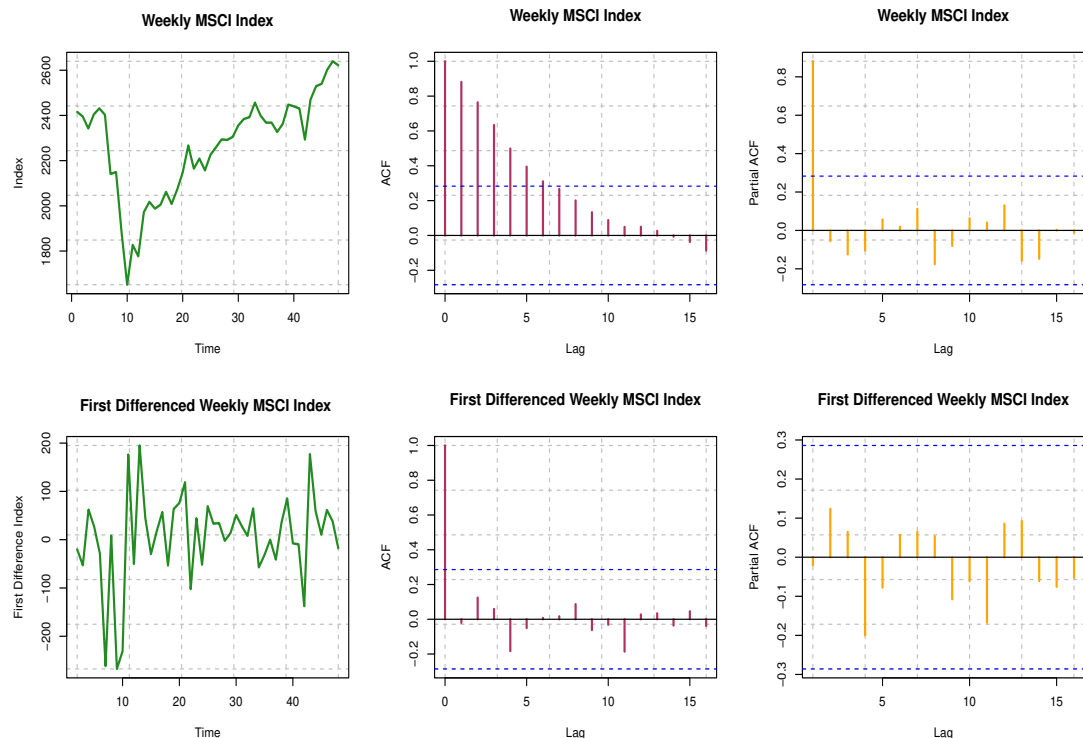 Weekly MSCI Index
Index
1800 2000 2200 2400 2600
0 10 20 30 40
Time
Weekly MSCI Index
ACF
−0.2 0.0 0.2 0.4 0.6 0.8 1.0
0 5 10 15
Lag
Weekly MSCI Index
Partial ACF
−0.2 0.0 0.2 0.4 0.6 0.8
5 10 15
Lag
First Differenced Weekly MSCI Index
First Difference Index
−200 −100 0 100 200
10 20 30 40
Time
First Differenced Weekly MSCI Index
ACF
−0.2 0.0 0.2 0.4 0.6 0.8 1.0
0 5 10 15
Lag
First Differenced Weekly MSCI Index
Partial ACF
−0.3 −0.2 −0.1 0.0 0.1 0.2 0.3
5 10 15
Lag